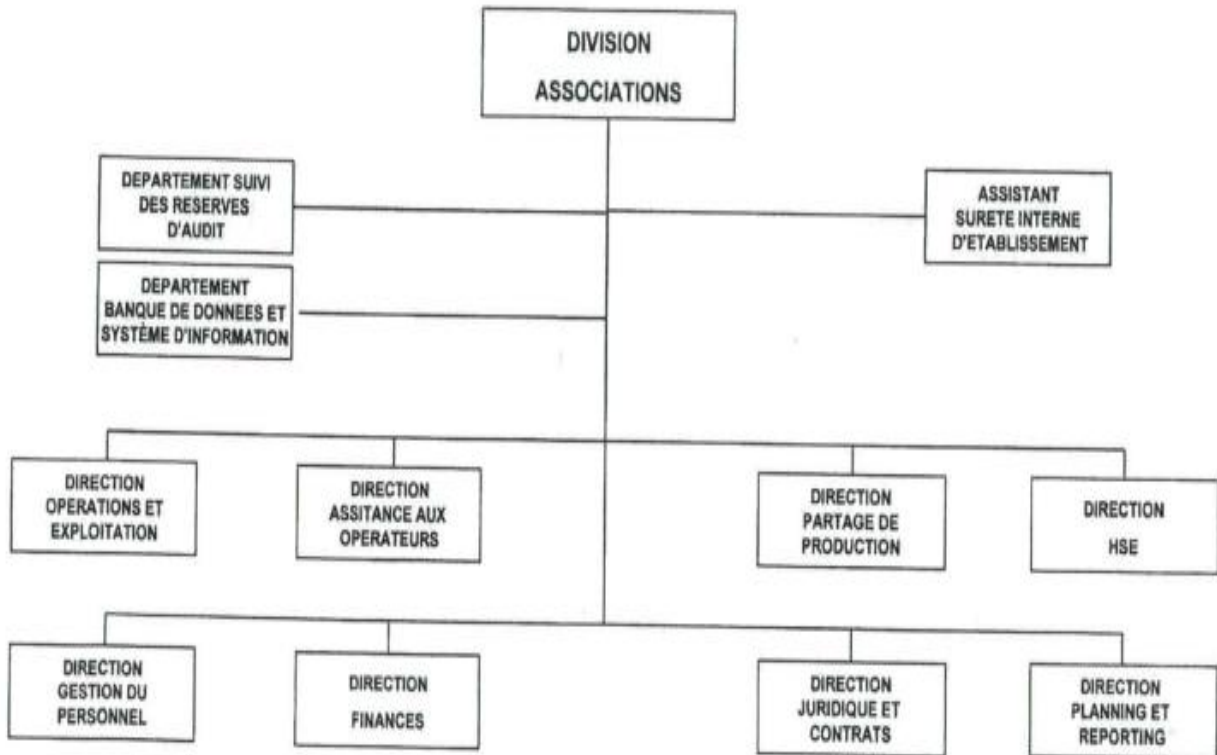 DIVISION
ASSOCIATIONS
DEPARTEMENT SUIVI
DES RESERVES
D'AUDIT
ASSISTANT
SURETE INTERNE
D'ETABLISSEMENT
DEPARTEMENT
BANQUE DE DONNEES ET
SYSTÈME D'INFORMATION
DIRECTION
OPERATIONS ET
EXPLOITATION
DIRECTION
ASSITANCE AUX
OPERATEURS
DIRECTION
PARTAGE DE
PRODUCTION
DIRECTION
HSE
DIRECTION
GESTION DU
PERSONNEL
DIRECTION
FINANCES
DIRECTION
JURIDIQUE ET
CONTRATS
DIRECTION
PLANNING ET
REPORTING